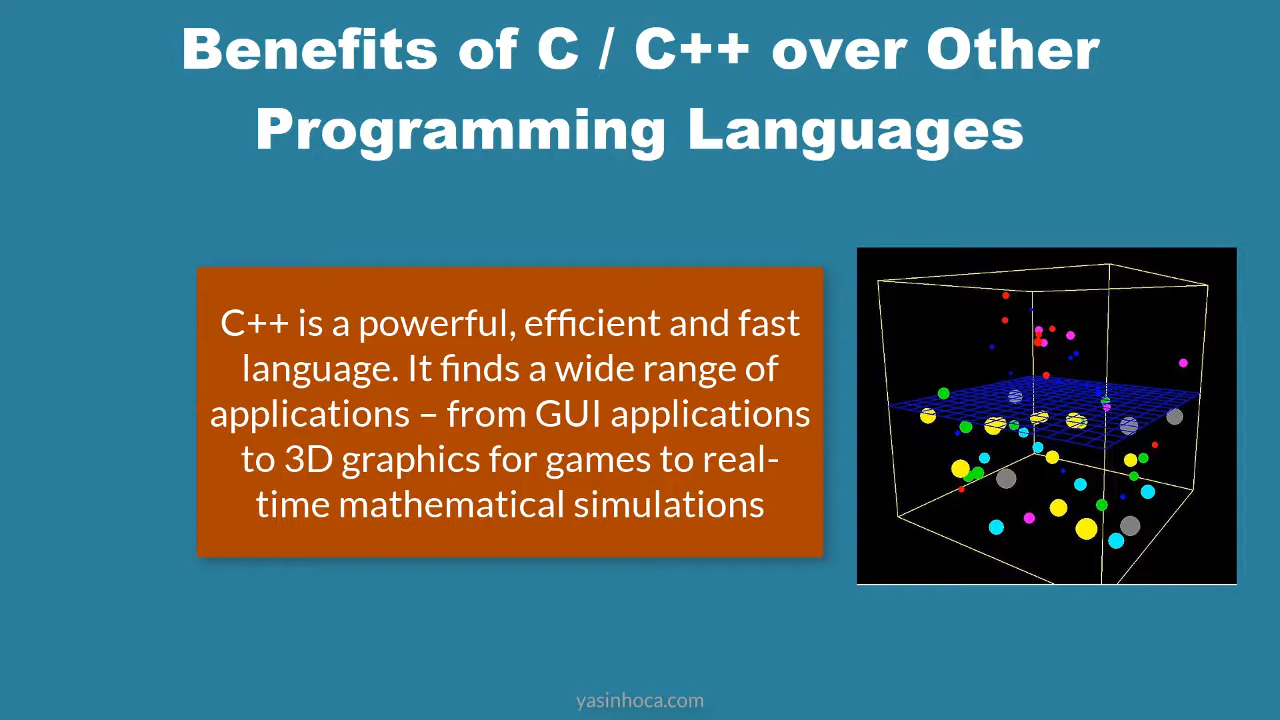 Benefits of C / C++ over Other
Programming Languages
C++ is a powerful, efficient and fast
language. It finds a wide range of
applications – from GUI applications
to 3D graphics for games to real-
time mathematical simulations
yasinhoca.com